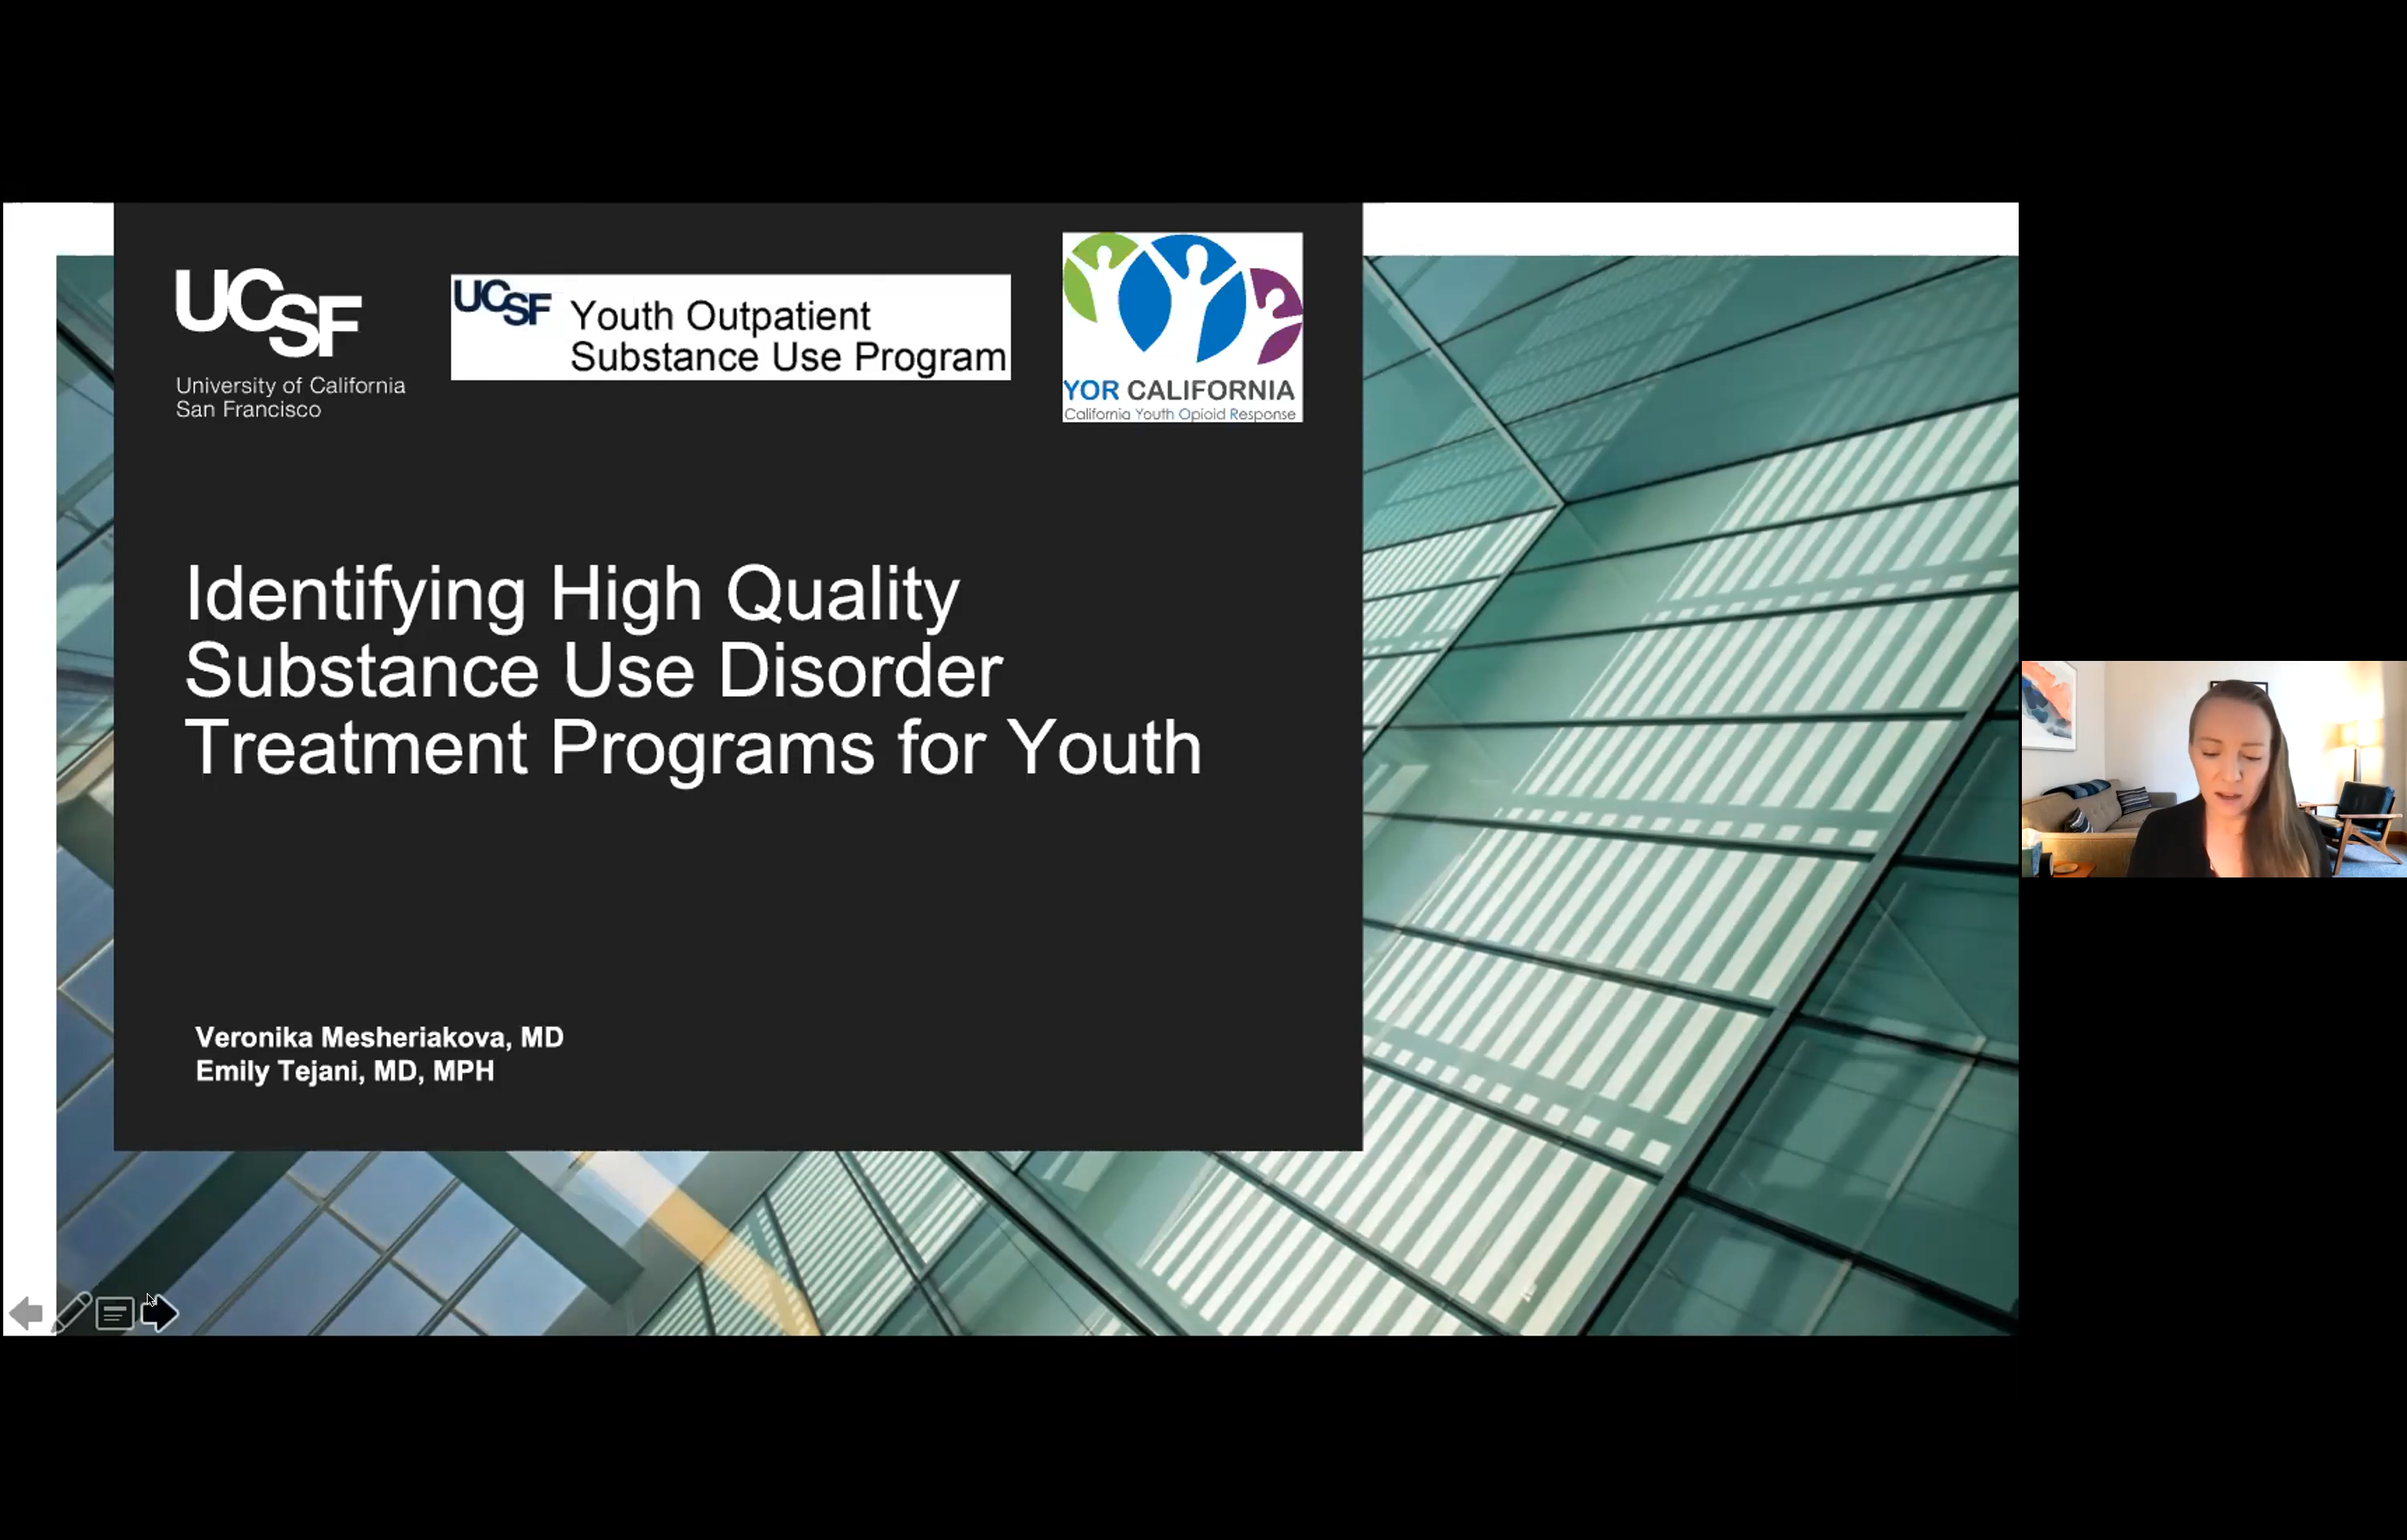 UCSF
University of California
San Francisco
UCSF
Youth Outpatient
Substance Use Program
YOR CALIFORNIA
California Youth Opioid Response
Identifying High Quality
Substance Use Disorder
Treatment Programs for Youth
Veronika Mesheriakova, MD
Emily Tejani, MD, MPH